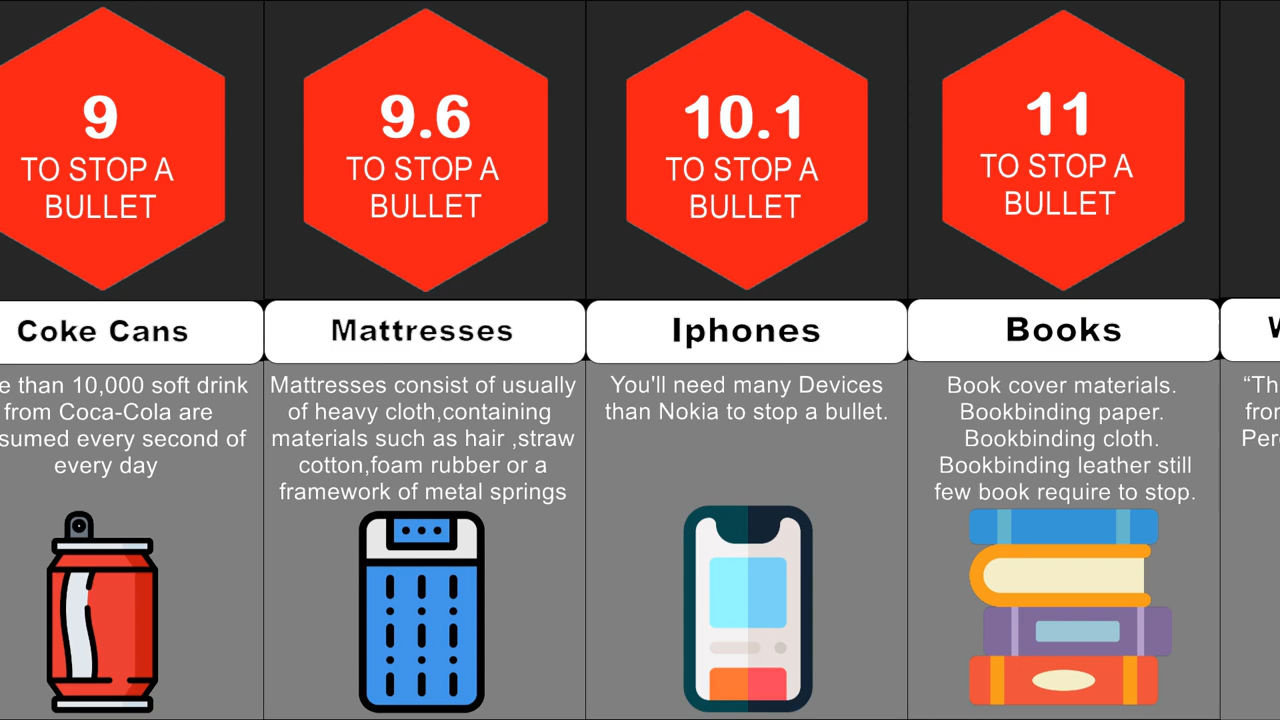 9
TO STOP A
BULLET
Coke Cans
e than 10,000 soft drink
from Coca-Cola are
sumed every second of
every day
9.6
TO STOP A
BULLET
Mattresses
Mattresses consist of usually
of heavy cloth,containing
materials such as hair ,straw
cotton,foam rubber or a
framework of metal springs
10.1
TO STOP A
BULLET
Iphones
You'll need many Devices
than Nokia to stop a bullet.
11
TO STOP A
BULLET
Books
Book cover materials.
Bookbinding paper.
Bookbinding cloth.
Bookbinding leather still
few book require to stop.
“Th
fro
Per